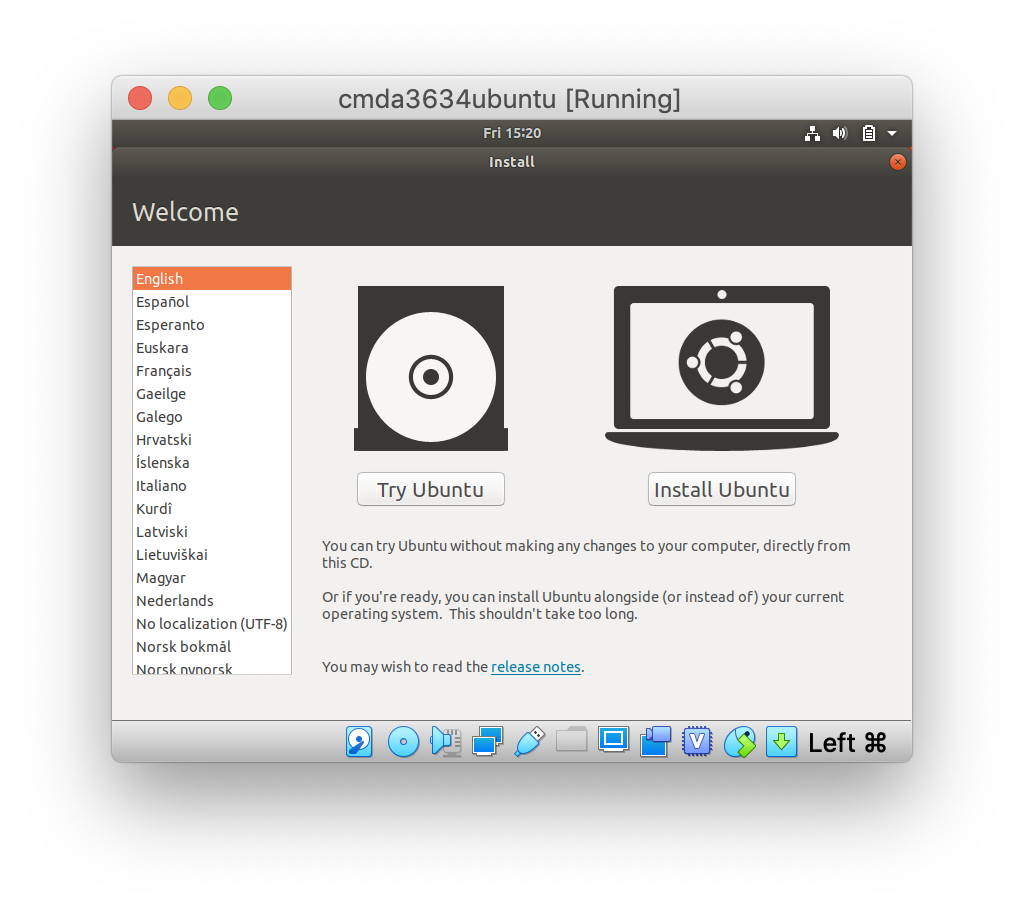 cmda3634ubuntu [Running]
Fri 15:20
Install
Welcome
English
Español
Esperanto
Euskara
Français
Gaeilge
Galego
Hrvatski
Íslenska
Italiano
Kurdî
Latviski
Lietuviškai
Magyar
Nederlands
No localization (UTF-8)
Norsk bokmål
Norsk nynorsk
Try Ubuntu
Install Ubuntu
You can try Ubuntu without making any changes to your computer, directly from
this CD.
Or if you're ready, you can install Ubuntu alongside (or instead of) your current
operating system.  This shouldn't take too long.
You may wish to read the release notes.
Left ⌘